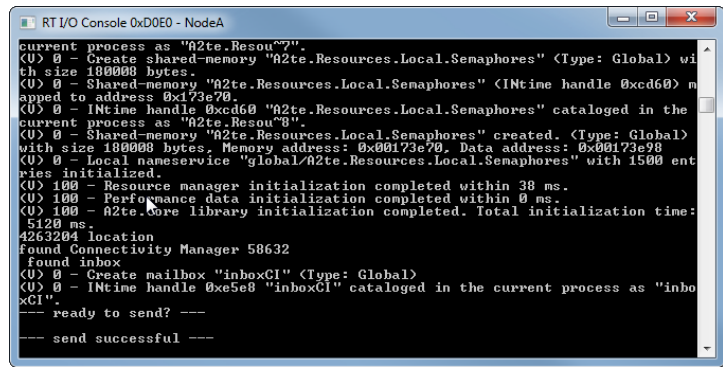 RT I/O Console 0xD0E0 - NodeA
current process as "A2te.Resou~7".
(V) 0 - Create shared-memory "A2te.Resources.Local.Semaphores" (Type: Global) wi
th size 180008 bytes.
(V) 0 - Shared-memory "A2te.Resources.Local.Semaphores" (INtime handle 0xcd60) m
apped to address 0x173e70.
(V) 0 - INtime handle 0xcd60 "A2te.Resources.Local.Semaphores" cataloged in the
current process as "A2te.Resou~8".
(V) 0 - Shared-memory "A2te.Resources.Local.Semaphores" created. (Type: Global)
with size 180008 bytes, Memory address: 0x00173e70, Data address: 0x00173e98
(V) 0 - Local nameservice "global/A2te.Resources.Local.Semaphores" with 1500 ent
ries initialized.
(V) 100 - Resource manager initialization completed within 38 ms.
(V) 100 - Performance data initialization completed within 0 ms.
(V) 100 - A2te.Core library initialization completed. Total initialization time:
5120 ms.
4263204 location
found Connectivity Manager 58632
found inbox
(V) 0 - Create mailbox "inboxCI" (Type: Global)
(V) 0 - INtime handle 0xe5e8 "inboxCI" cataloged in the current process as "inbo
xCI".
--- ready to send? ---
--- send successful ---